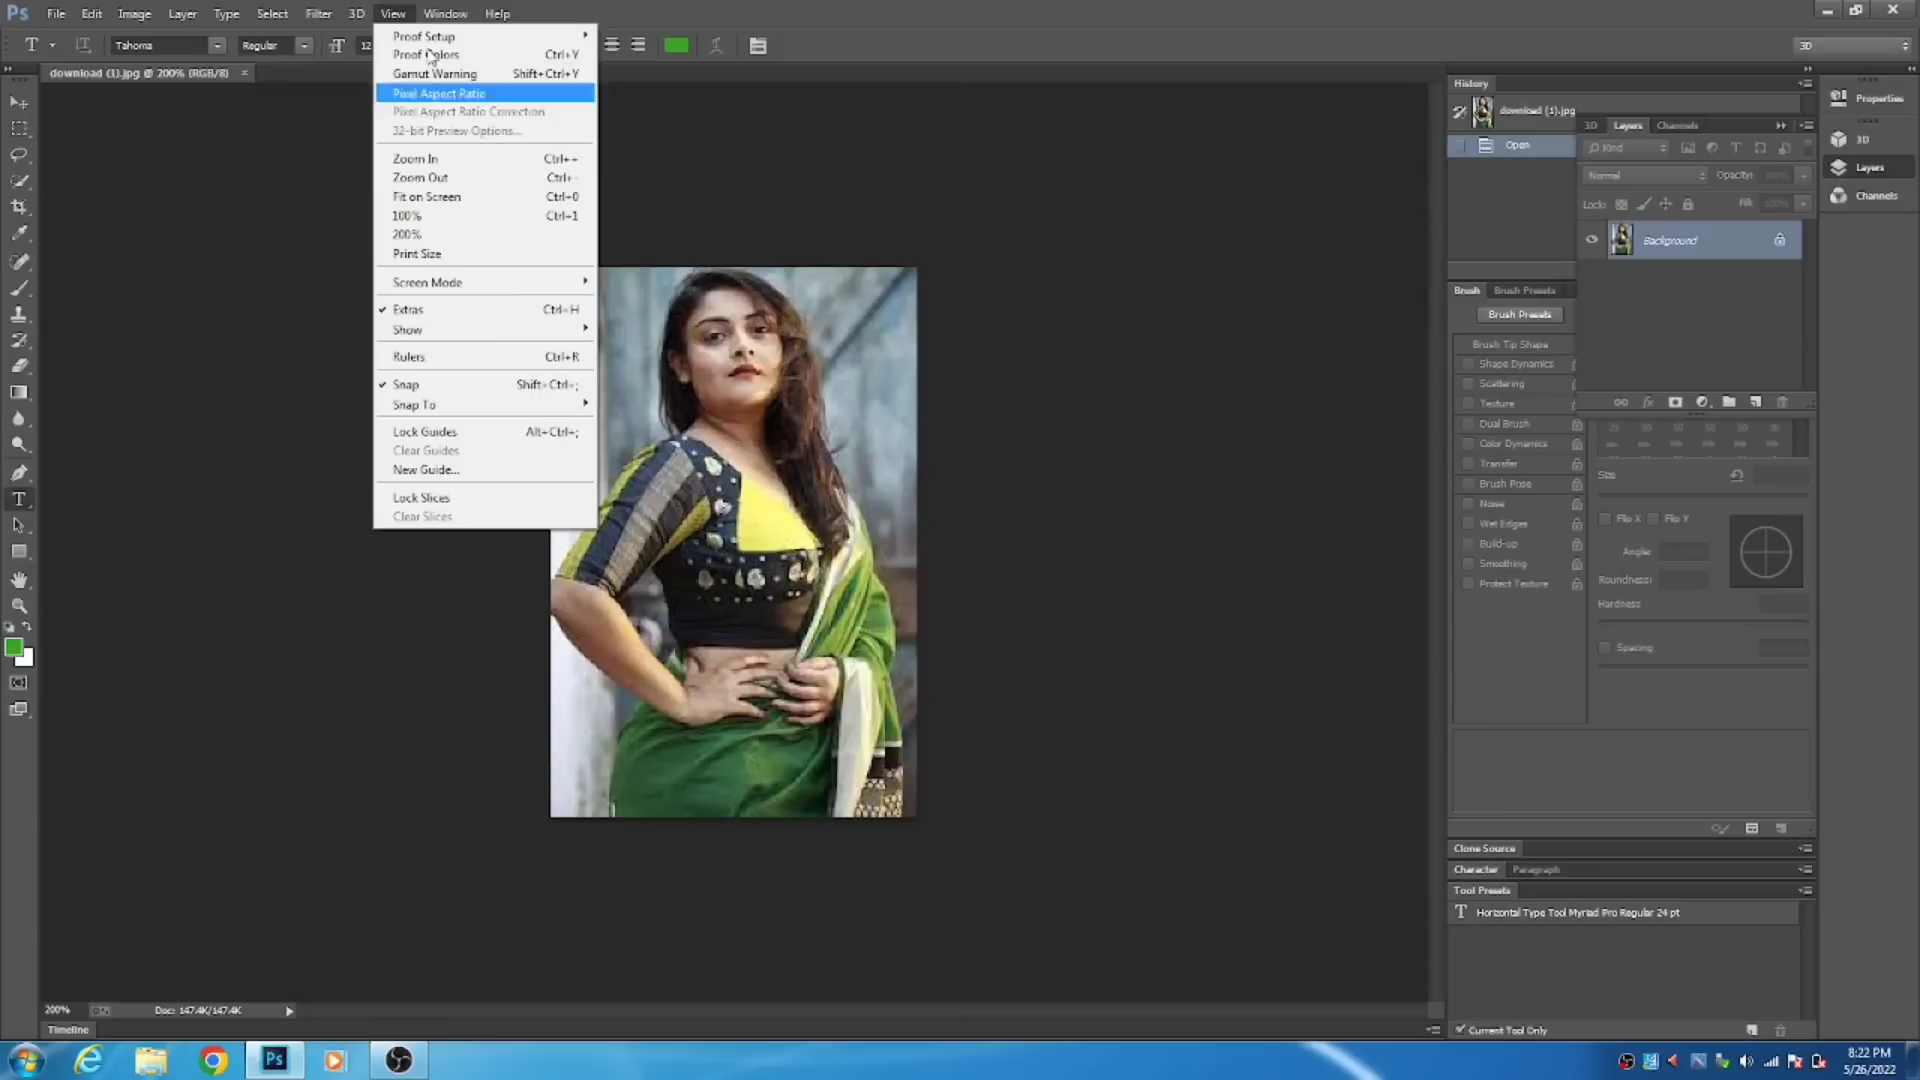 Ps File Edit Image Layer Type Select Filter 3D View Window Help
T Tahoma Regular 12 3D
download (1).jpg @ 200% (RGB/8) ×
Proof Setup
Proof Colors Ctrl+Y
Gamut Warning Shift+Ctrl+Y
Pixel Aspect Ratio
Pixel Aspect Ratio Correction
32-bit Preview Options...
Zoom In Ctrl++
Zoom Out Ctrl+-
Fit on Screen Ctrl+0
100% Ctrl+1
200%
Print Size
Screen Mode
Extras Ctrl+H
Show
Rulers Ctrl+R
Snap Shift+Ctrl+;
Snap To
Lock Guides Alt+Ctrl+;
Clear Guides
New Guide...
Lock Slices
Clear Slices
History
download (1).jpg
Open
3D Layers Channels
Kind
Normal Opacity: 100%
Lock: Fill: 100%
Background
Properties
3D
Layers
Channels
Brush Brush Presets
Brush Presets
Brush Tip Shape
Shape Dynamics
Scattering
Texture
Dual Brush
Color Dynamics
Transfer
Brush Pose
Noise
Wet Edges
Build-up
Smoothing
Protect Texture
Size
Flip X Flip Y
Angle:
Roundness:
Hardness
Spacing
Clone Source
Character Paragraph
Tool Presets
T Horizontal Type Tool Myriad Pro Regular 24 pt
Current Tool Only
200% Doc: 147.4K/147.4K
Timeline
Ps
8:22 PM
5/26/2022